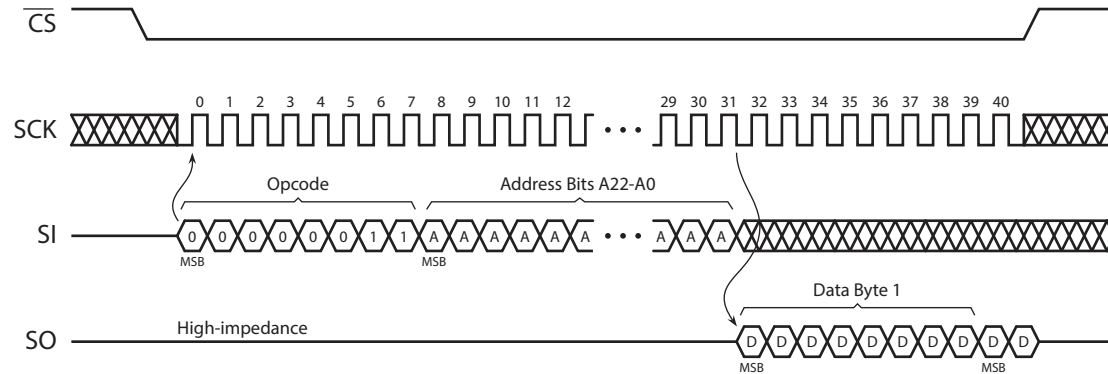 CS
0 1 2 3 4 5 6 7 8 9 10 11 12 29 30 31 32 33 34 35 36 37 38 39 40
SCK • • •
Opcode Address Bits A22-A0
SI 0 0 0 0 0 0 1 1 A A A A A A • • • A A A
MSB MSB
Data Byte 1
High-impedance
SO D D D D D D D D D D
MSB MSB